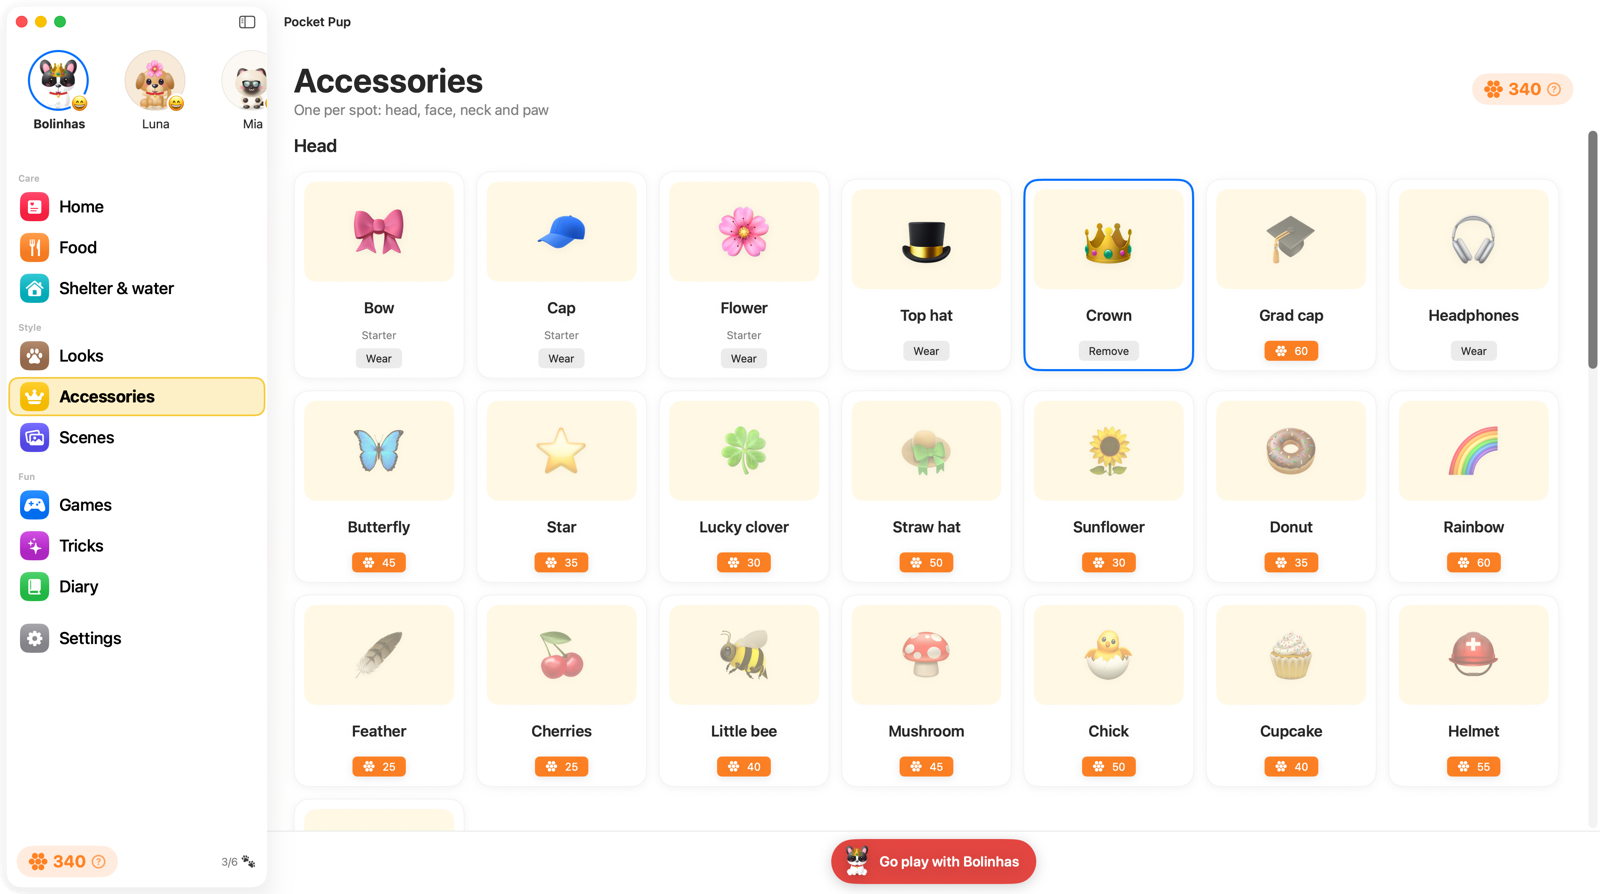 Pocket Pup
Bolinhas
Luna
Mia
Care
Home
Food
Shelter & water
Style
Looks
Accessories
Scenes
Fun
Games
Tricks
Diary
Settings
340
3/6
Accessories
One per spot: head, face, neck and paw
340
Head
Bow
Starter
Wear
Cap
Starter
Wear
Flower
Starter
Wear
Top hat
Wear
Crown
Remove
Grad cap
60
Headphones
Wear
Butterfly
45
Star
35
Lucky clover
30
Straw hat
50
Sunflower
30
Donut
35
Rainbow
60
Feather
25
Cherries
25
Little bee
40
Mushroom
45
Chick
50
Cupcake
40
Helmet
55
Go play with Bolinhas